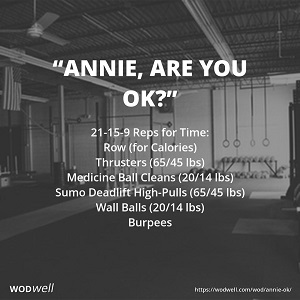 “ANNIE, ARE YOU
OK?”
21-15-9 Reps for Time:
Row (for Calories)
Thrusters (65/45 lbs)
Medicine Ball Cleans (20/14 lbs)
Sumo Deadlift High-Pulls (65/45 lbs)
Wall Balls (20/14 lbs)
Burpees
WODwell
https://wodwell.com/wod/annie-ok/